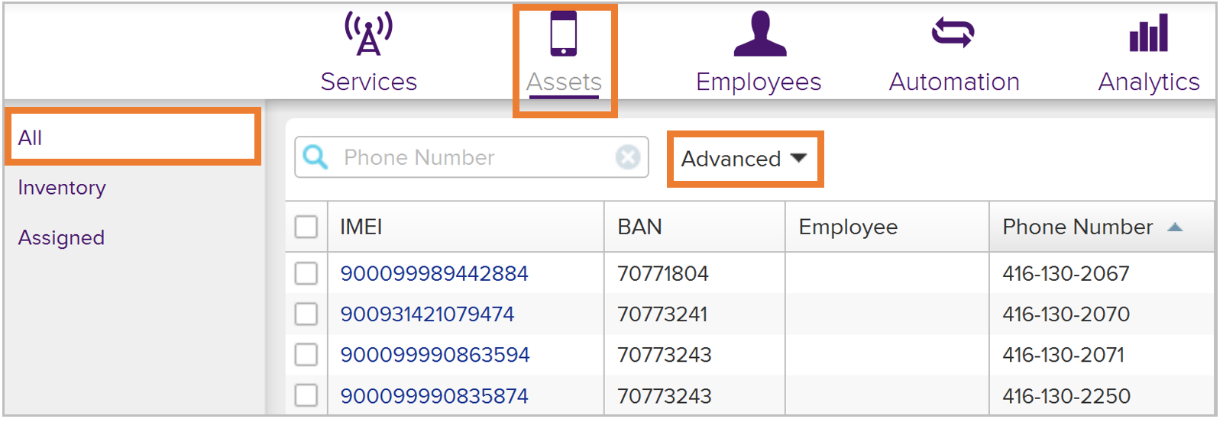 Services Assets Employees Automation Analytics
All
Inventory
Assigned
Phone Number Advanced
IMEI BAN Employee Phone Number
900099989442884 70771804 416-130-2067
900931421079474 70773241 416-130-2070
900099990863594 70773243 416-130-2071
900099990835874 70773243 416-130-2250